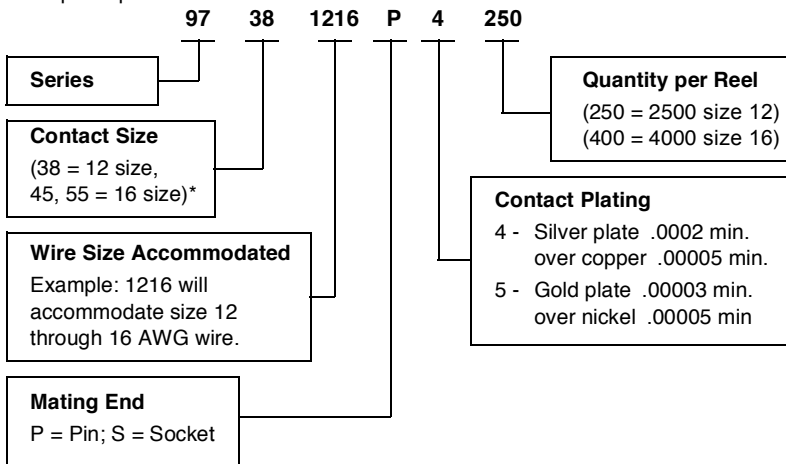 97 38 1216 P 4 250
Series
Contact Size
(38 = 12 size,
45, 55 = 16 size)*
Wire Size Accommodated
Example: 1216 will
accommodate size 12
through 16 AWG wire.
Mating End
P = Pin; S = Socket
Quantity per Reel
(250 = 2500 size 12)
(400 = 4000 size 16)
Contact Plating
4 - Silver plate .0002 min.
over copper .00005 min.
5 - Gold plate .00003 min.
over nickel .00005 min